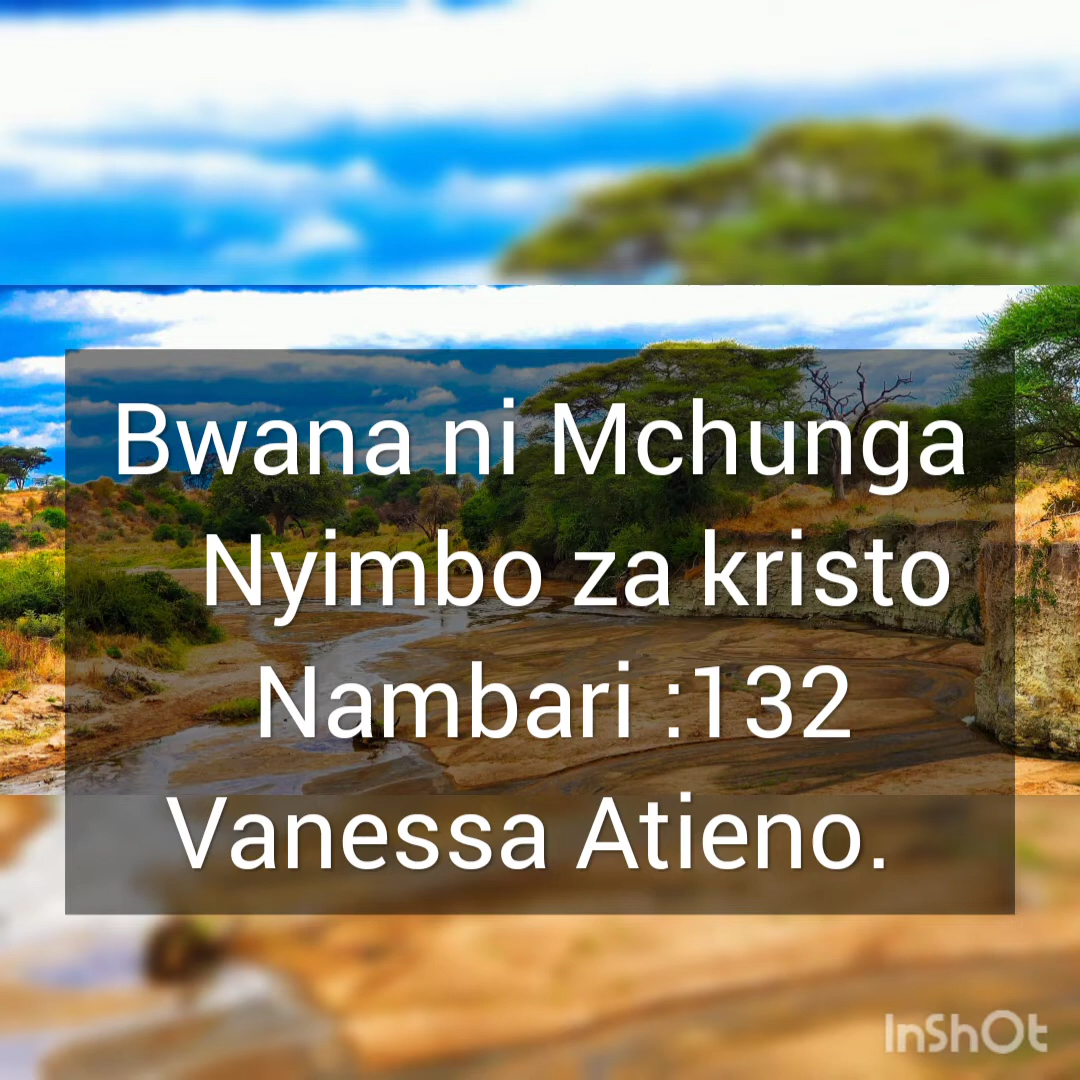 Bwana ni Mchunga
Nyimbo za kristo
Nambari :132
Vanessa Atieno.
InShOt